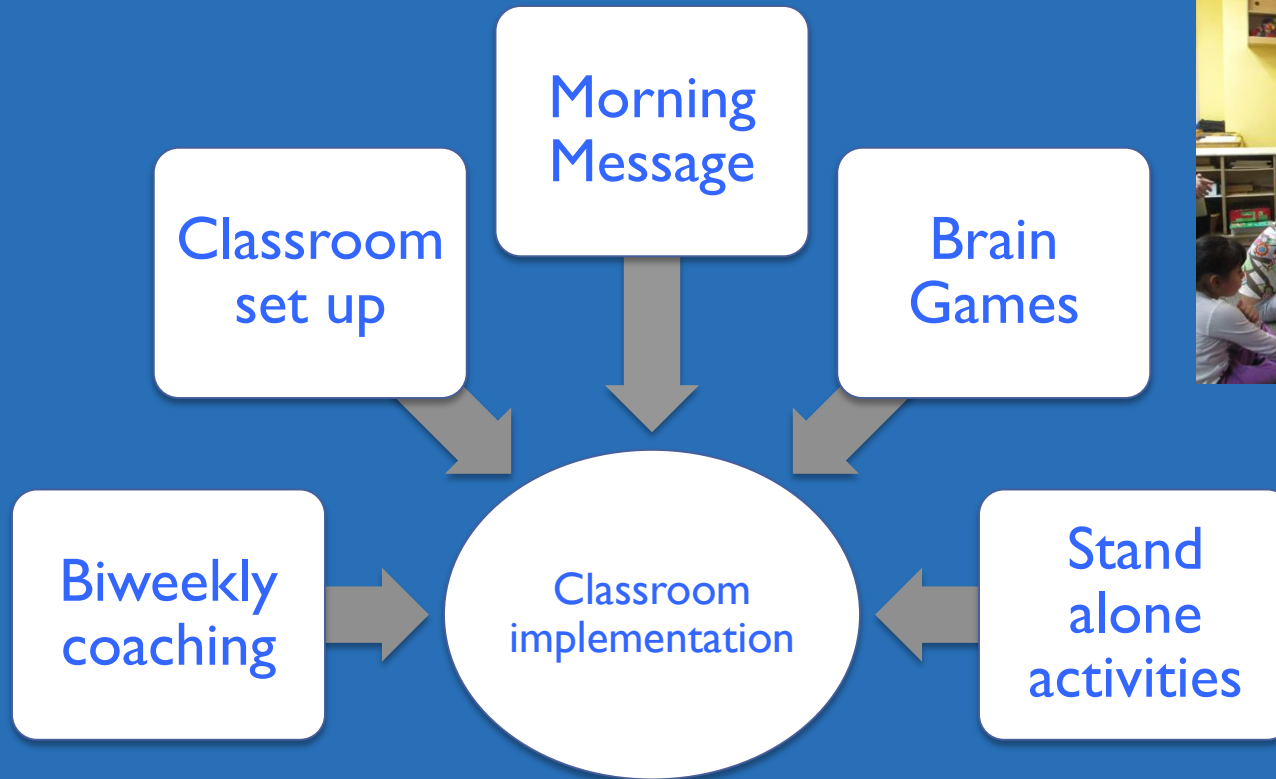 Morning
Message
Classroom
set up
Brain
Games
Biweekly
coaching
Classroom
implementation
Stand
alone
activities